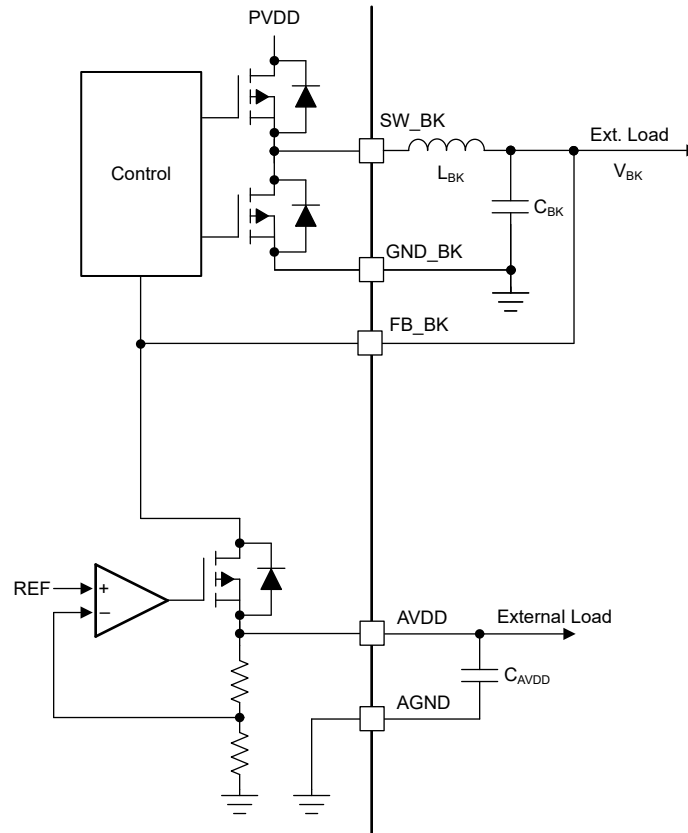 PVDD
Control
SW_BK
L_BK
Ext. Load
V_BK
C_BK
GND_BK
FB_BK
REF
+
–
AVDD
External Load
C_AVDD
AGND